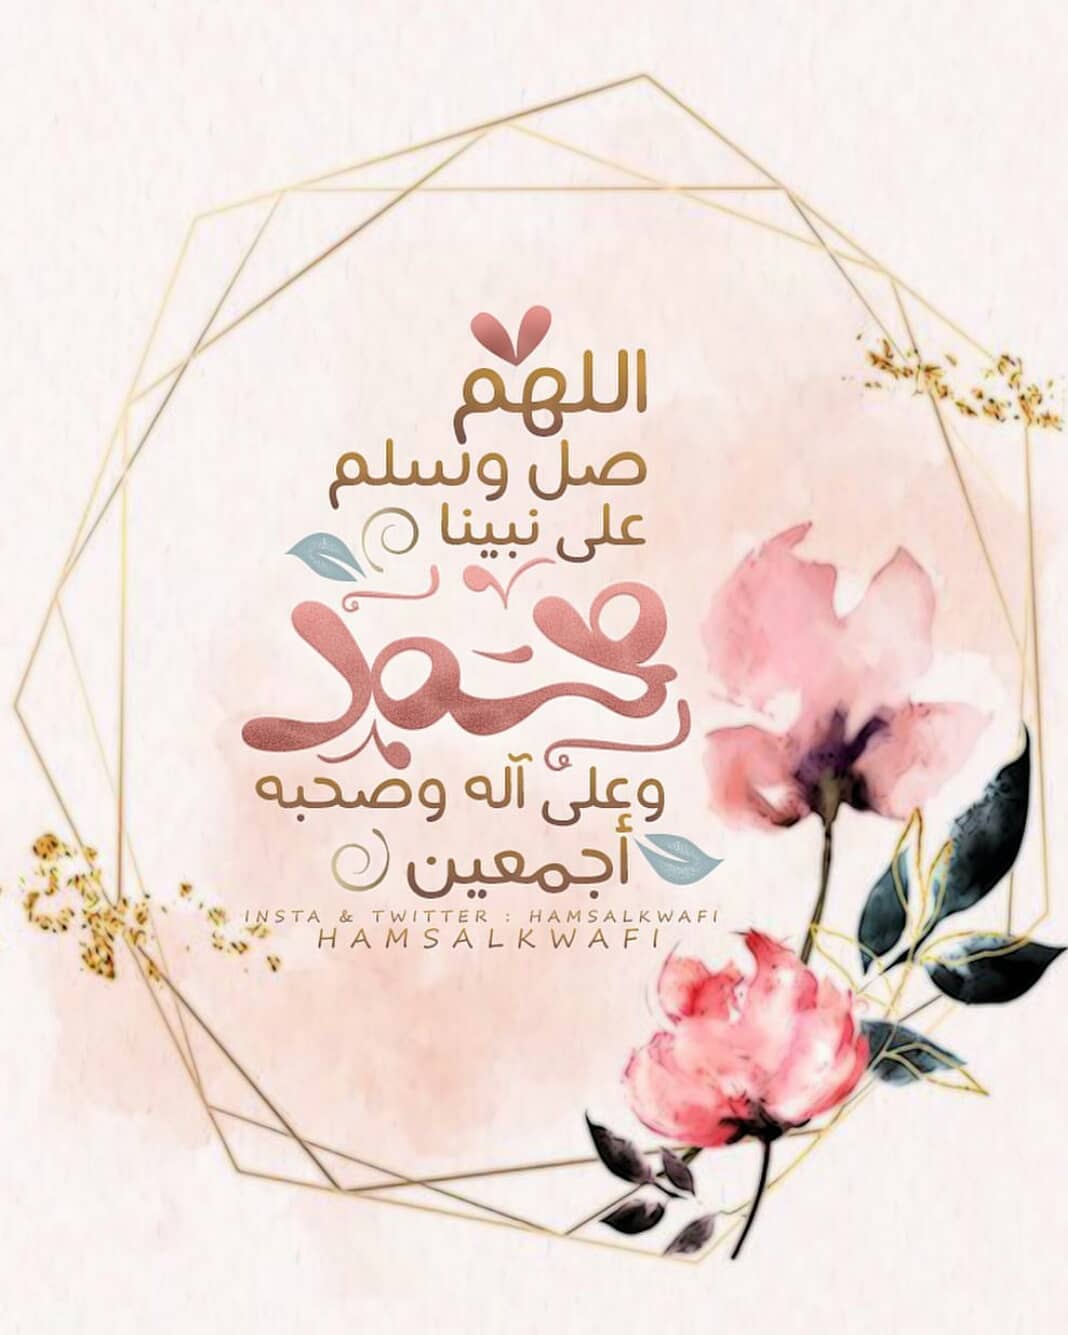 اللهم
صل وسلم
على نبينا
محمد
وعلى آله وصحبه
أجمعين
INSTA & TWITTER : HAMSALKWAFI
HAMSALKWAFI